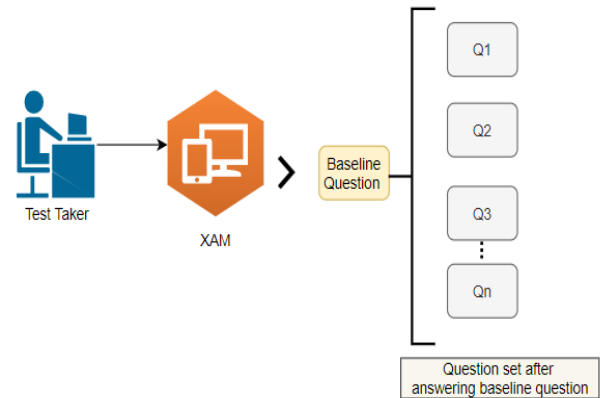 Test Taker
XAM
Baseline
Question
Q1
Q2
Q3
Qn
Question set after
answering baseline question